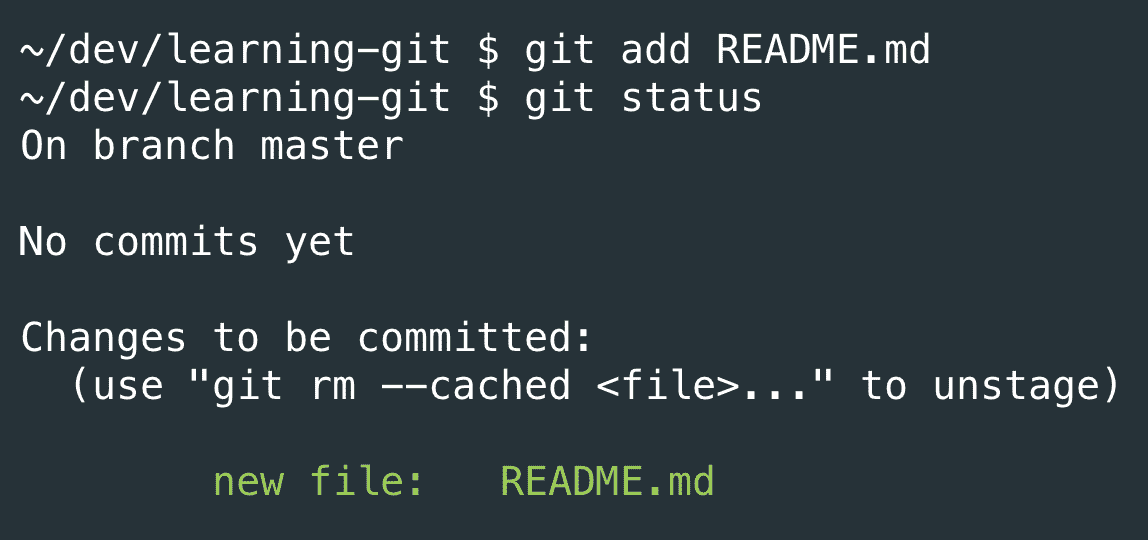 ~/dev/learning-git $ git add README.md
~/dev/learning-git $ git status
On branch master
No commits yet
Changes to be committed:
(use "git rm --cached <file>..." to unstage)
new file:   README.md